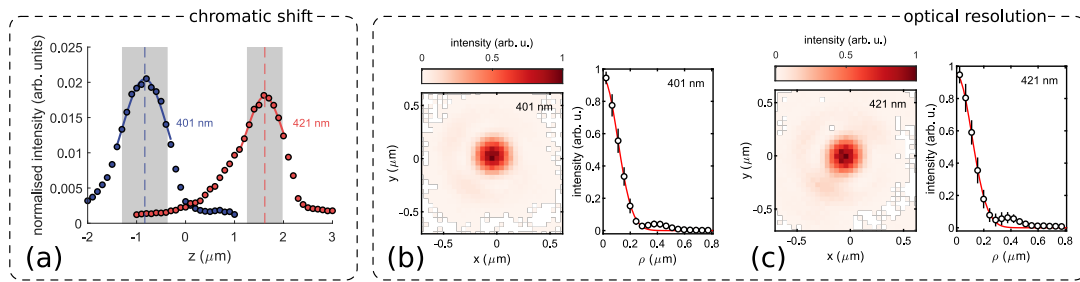 chromatic shift
optical resolution
normalised intensity (arb. units)
0.025
0.02
0.015
0.01
0.005
0
401 nm
421 nm
-2
-1
0
1
2
3
z (μm)
(a)
intensity (arb. u.)
0
0.5
1
401 nm
y (μm)
0.5
0
-0.5
-0.5
0
0.5
x (μm)
(b)
401 nm
intensity (arb. u.)
1
0.8
0.6
0.4
0.2
0
0
0.2
0.4
0.6
0.8
ρ (μm)
intensity (arb. u.)
0
0.5
1
421 nm
y (μm)
0.5
0
-0.5
-0.5
0
0.5
x (μm)
(c)
421 nm
intensity (arb. u.)
1
0.8
0.6
0.4
0.2
0
0
0.2
0.4
0.6
0.8
ρ (μm)